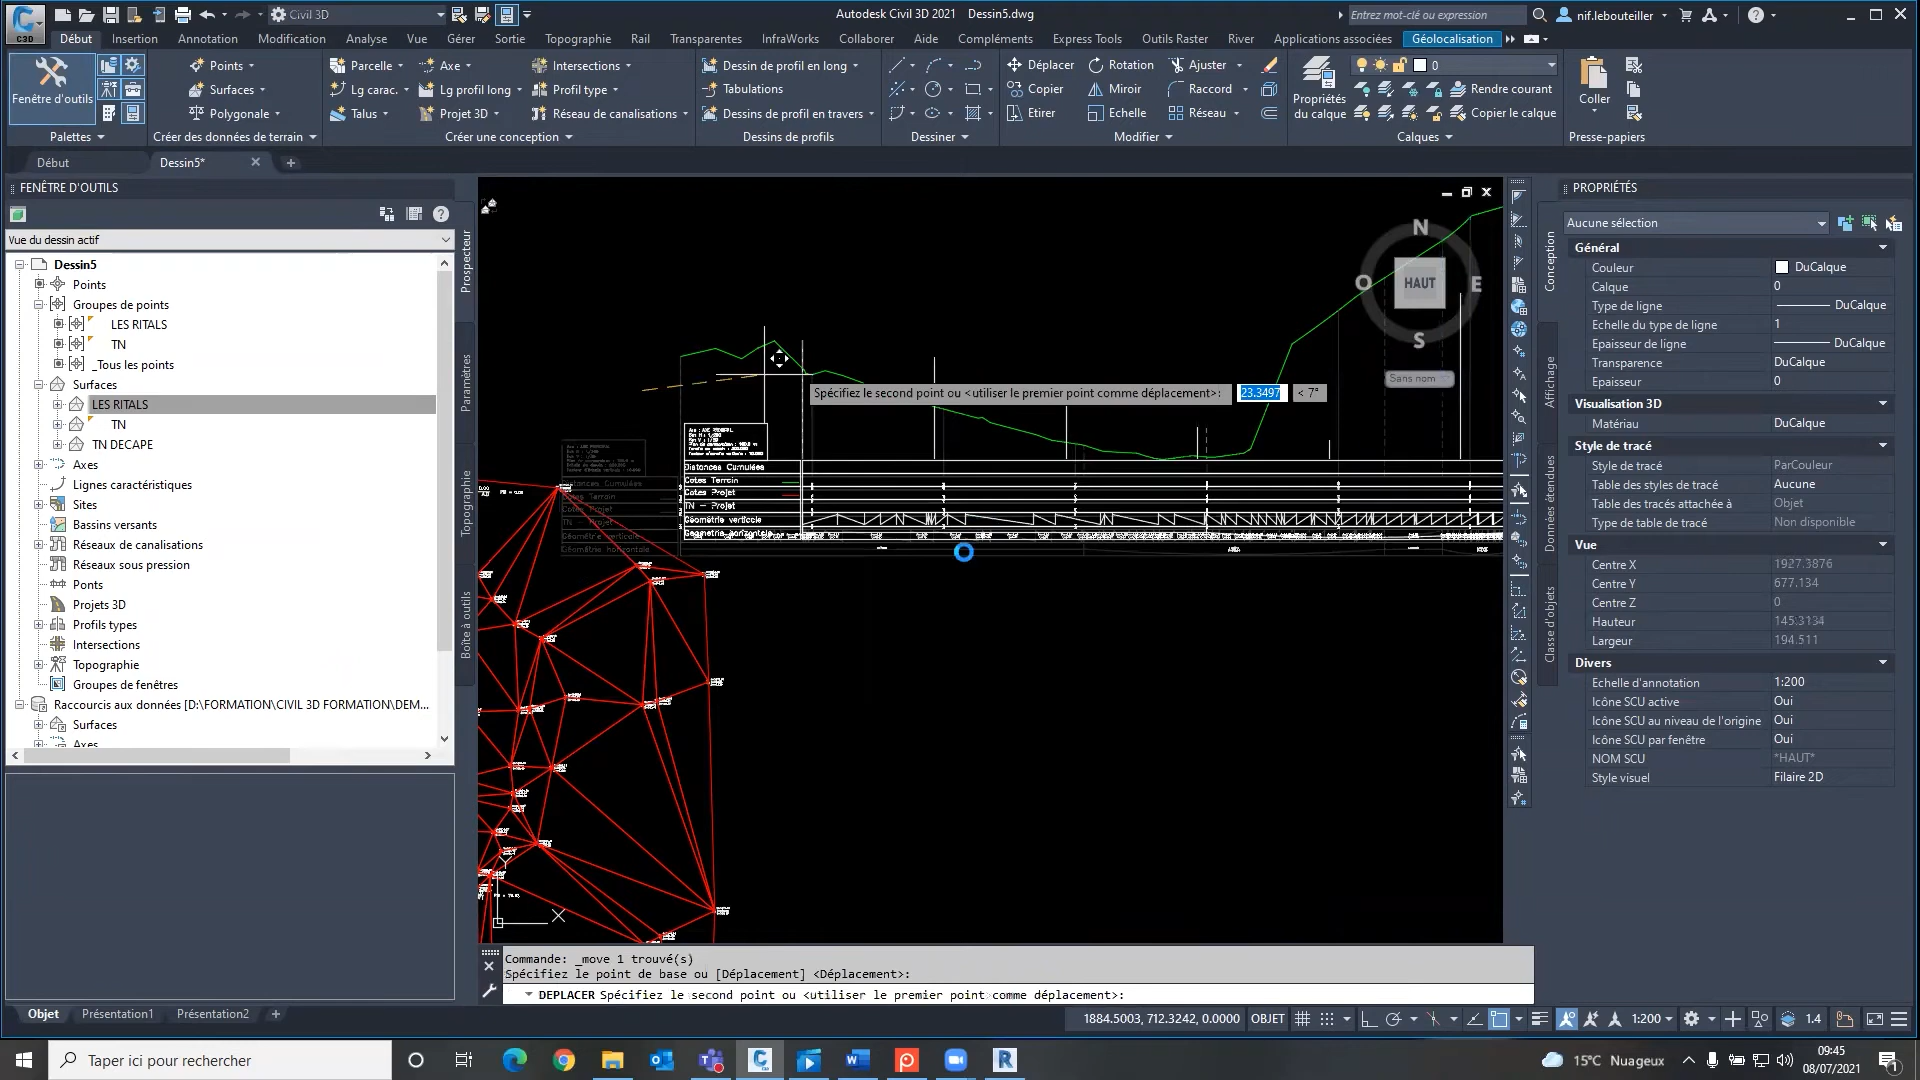 Civil 3D
Autodesk Civil 3D 2021 Dessin5.dwg
Entrez mot-clé ou expression
nif.lebouteiller
C3D
Début Insertion Annotation Modification Analyse Vue Gérer Sortie Topographie Rail Transparentes InfraWorks Collaborer Aide Compléments Express Tools Outils Raster River Applications associées Géolocalisation
Fenêtre d'outils
Points
Surfaces
Polygonale
Parcelle
Lg carac.
Talus
Axe
Lg profil long
Projet 3D
Intersections
Profil type
Réseau de canalisations
Dessin de profil en long
Tabulations
Dessins de profil en travers
Déplacer
Copier
Etirer
Rotation
Miroir
Echelle
Ajuster
Raccord
Réseau
Propriétés du calque
0
Rendre courant
Copier le calque
Coller
Palettes Créer des données de terrain Créer une conception Dessins de profils Dessiner Modifier Calques Presse-papiers
Début Dessin5*
FENÊTRE D'OUTILS
Vue du dessin actif
Dessin5
Points
Groupes de points
LES RITALS
TN
_Tous les points
Surfaces
LES RITALS
TN
TN DECAPE
Axes
Lignes caractéristiques
Sites
Bassins versants
Réseaux de canalisations
Réseaux sous pression
Ponts
Projets 3D
Profils types
Intersections
Topographie
Groupes de fenêtres
Raccourcis aux données [D:\FORMATION\CIVIL 3D FORMATION\DEM...
Surfaces
Axes
Prospecteur
Paramètres
Topographie
Boîte à outils
N
O HAUT E
S
Sans nom
Spécifiez le second point ou <utiliser le premier point comme déplacement>: 23.3497 < 7°
Distances Cumulées
Cotes Terrain
Cotes Projet
TN - Projet
Géométrie verticale
Géométrie horizontale
Distances Cumulées
Cotes Terrain
Cotes Projet
TN - Projet
Géométrie verticale
Géométrie horizontale
Commande: _move 1 trouvé(s)
Spécifiez le point de base ou [Déplacement] <Déplacement>:
DEPLACER Spécifiez le second point ou <utiliser le premier point comme déplacement>:
PROPRIÉTÉS
Aucune sélection
Général
Couleur DuCalque
Calque 0
Type de ligne DuCalque
Echelle du type de ligne 1
Epaisseur de ligne DuCalque
Transparence DuCalque
Epaisseur 0
Visualisation 3D
Matériau DuCalque
Style de tracé
Style de tracé ParCouleur
Table des styles de tracé Aucune
Table des tracés attachée à Objet
Type de table de tracé Non disponible
Vue
Centre X 1927.3876
Centre Y 677.134
Centre Z 0
Hauteur 145.3134
Largeur 194.511
Divers
Echelle d'annotation 1:200
Icône SCU active Oui
Icône SCU au niveau de l'origine Oui
Icône SCU par fenêtre Oui
NOM SCU *HAUT*
Style visuel Filaire 2D
Conception
Affichage
Données étendues
Classe d'objets
Objet Présentation1 Présentation2
1884.5003, 712.3242, 0.0000 OBJET 1:200 1.4
Taper ici pour rechercher
15°C Nuageux
09:45
08/07/2021